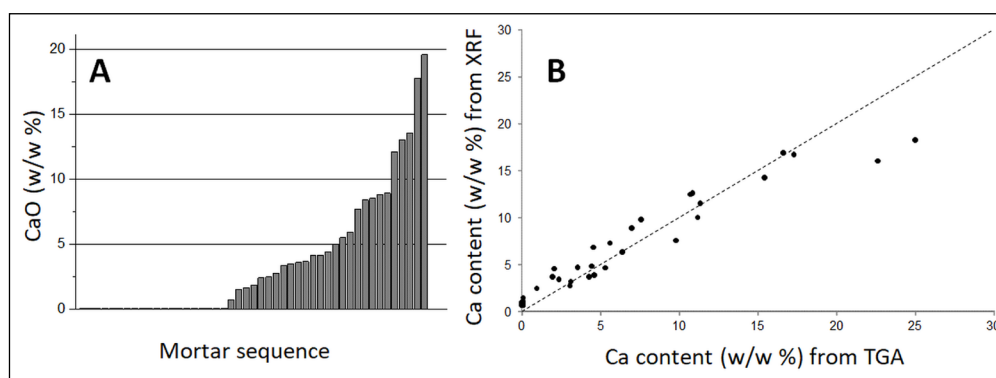 A
CaO (w/w %)
20
15
10
5
0
Mortar sequence
B
Ca content (w/w %) from XRF
30
25
20
15
10
5
0
0 5 10 15 20 25 30
Ca content (w/w %) from TGA